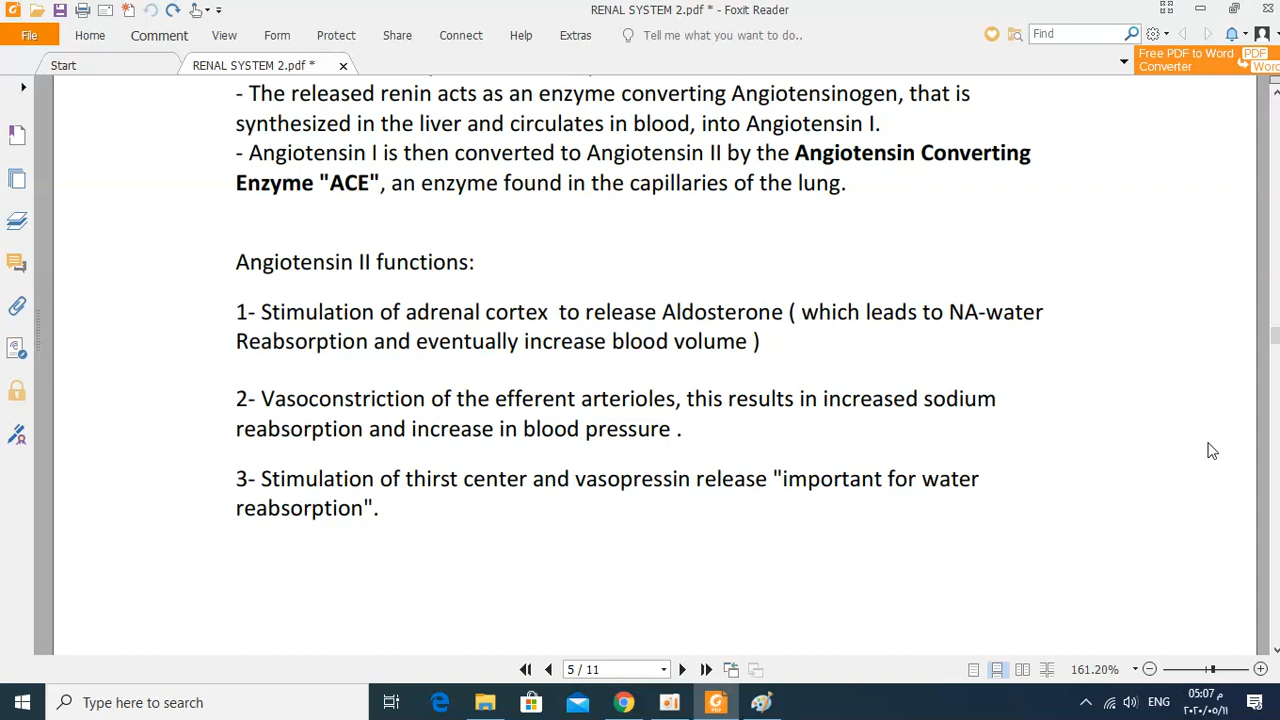 RENAL SYSTEM 2.pdf * - Foxit Reader
File Home Comment View Form Protect Share Connect Help Extras Tell me what you want to do.. Find
Start RENAL SYSTEM 2.pdf * Free PDF to Word Converter PDF Word
- The released renin acts as an enzyme converting Angiotensinogen, that is
synthesized in the liver and circulates in blood, into Angiotensin I.
- Angiotensin I is then converted to Angiotensin II by the Angiotensin Converting
Enzyme "ACE", an enzyme found in the capillaries of the lung.
Angiotensin II functions:
1- Stimulation of adrenal cortex to release Aldosterone ( which leads to NA-water
Reabsorption and eventually increase blood volume )
2- Vasoconstriction of the efferent arterioles, this results in increased sodium
reabsorption and increase in blood pressure .
3- Stimulation of thirst center and vasopressin release "important for water
reabsorption".
5 / 11 161.20%
Type here to search ENG 05:07 م
٢٠٢٠/٠٥/١١